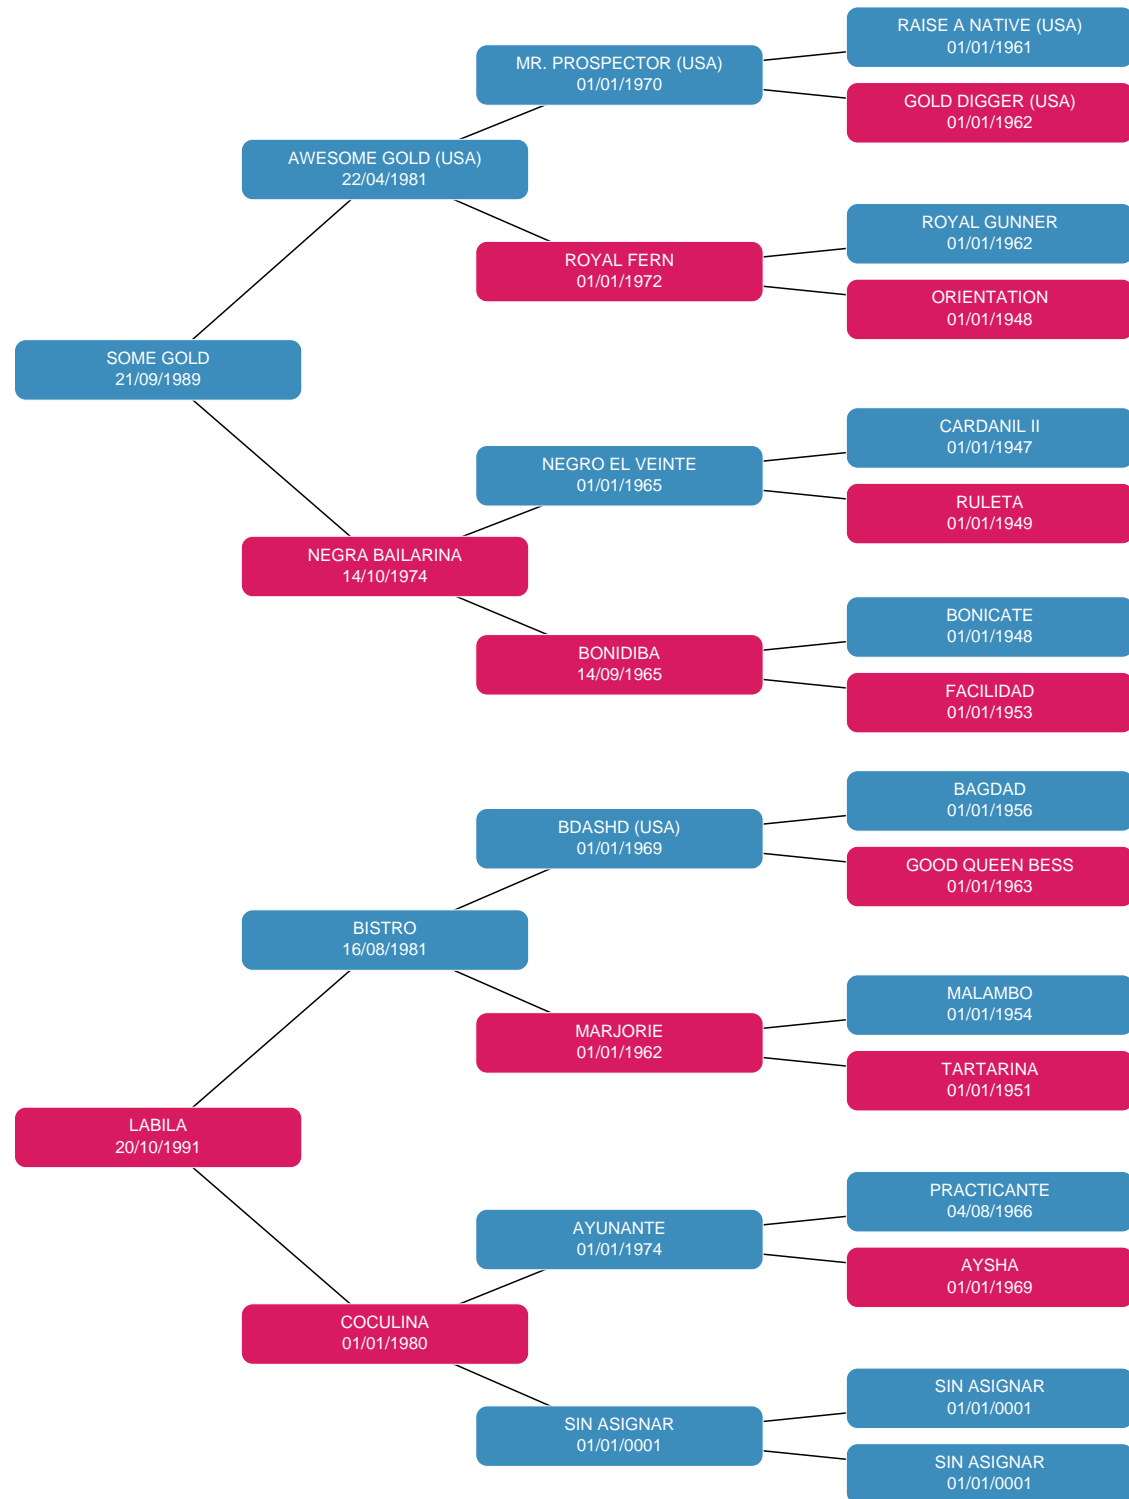 RAISE A NATIVE (USA)
01/01/1961
MR. PROSPECTOR (USA)
01/01/1970
GOLD DIGGER (USA)
01/01/1962
AWESOME GOLD (USA)
22/04/1981
ROYAL GUNNER
01/01/1962
ROYAL FERN
01/01/1972
ORIENTATION
01/01/1948
SOME GOLD
21/09/1989
CARDANIL II
01/01/1947
NEGRO EL VEINTE
01/01/1965
RULETA
01/01/1949
NEGRA BAILARINA
14/10/1974
BONICATE
01/01/1948
BONIDIBA
14/09/1965
FACILIDAD
01/01/1953
BAGDAD
01/01/1956
BDASHD (USA)
01/01/1969
GOOD QUEEN BESS
01/01/1963
BISTRO
16/08/1981
MALAMBO
01/01/1954
MARJORIE
01/01/1962
TARTARINA
01/01/1951
LABILA
20/10/1991
PRACTICANTE
04/08/1966
AYUNANTE
01/01/1974
AYSHA
01/01/1969
COCULINA
01/01/1980
SIN ASIGNAR
01/01/0001
SIN ASIGNAR
01/01/0001
SIN ASIGNAR
01/01/0001